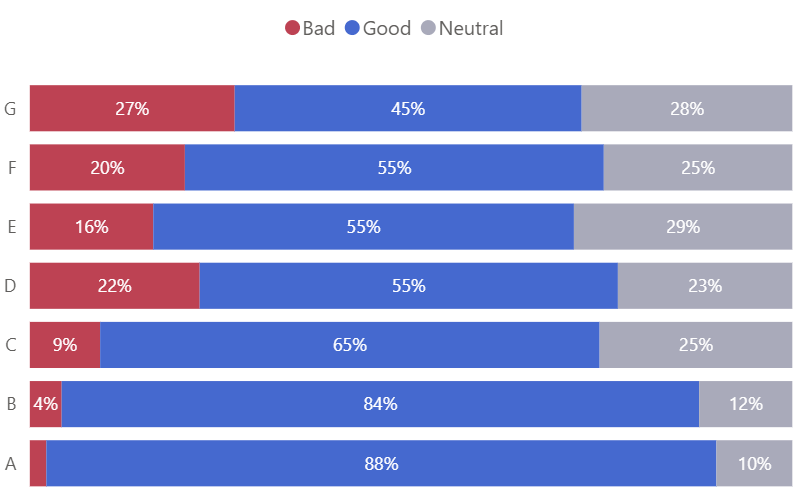 Bad Good Neutral
G 27% 45% 28%
F 20% 55% 25%
E 16% 55% 29%
D 22% 55% 23%
C 9% 65% 25%
B 4% 84% 12%
A 88% 10%